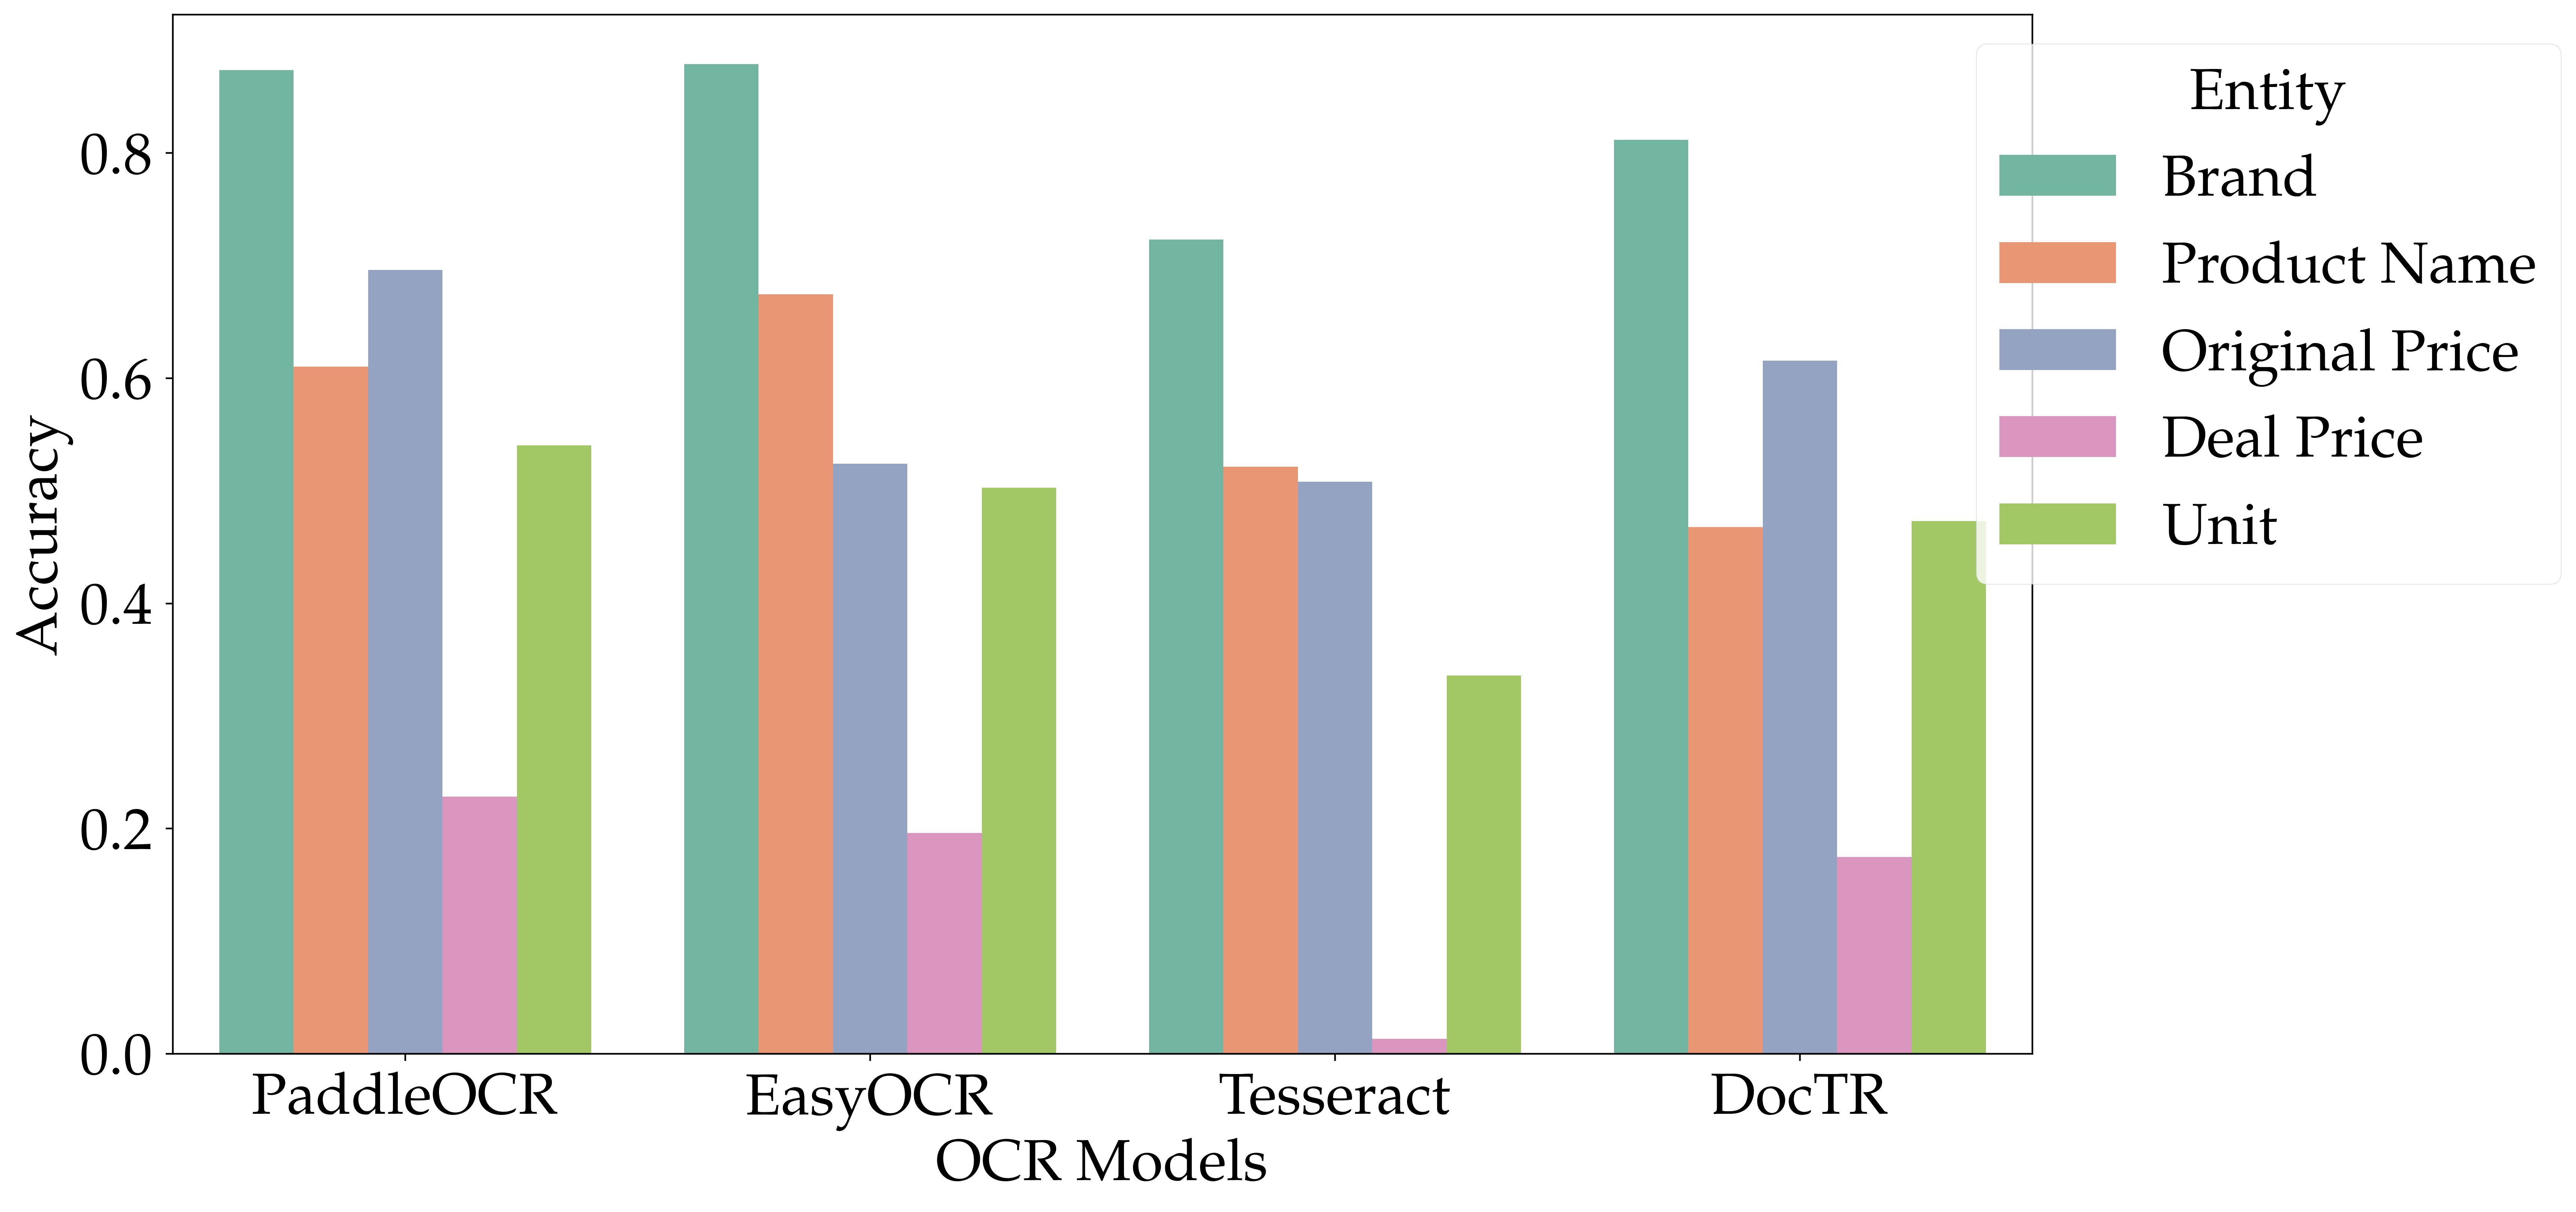 Accuracy
0.8
0.6
0.4
0.2
0.0
PaddleOCR
EasyOCR
Tesseract
DocTR
OCR Models
Entity
Brand
Product Name
Original Price
Deal Price
Unit